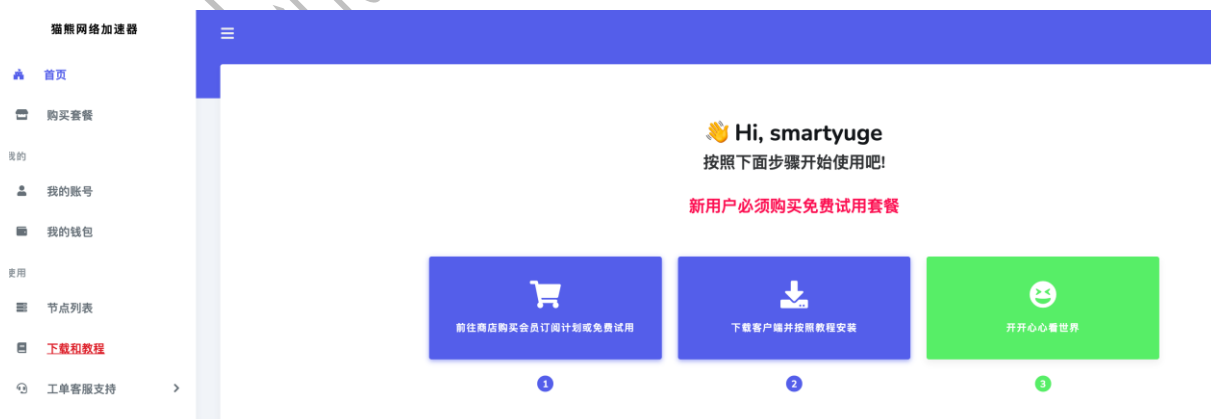 猫熊网络加速器
首页
购买套餐
我的
我的账号
我的钱包
使用
节点列表
下载和教程
工单客服支持
👋 Hi, smartyuge
按照下面步骤开始使用吧!
新用户必须购买免费试用套餐
前往商店购买会员订阅计划或免费试用
下载客户端并按照教程安装
开开心心看世界
1
2
3